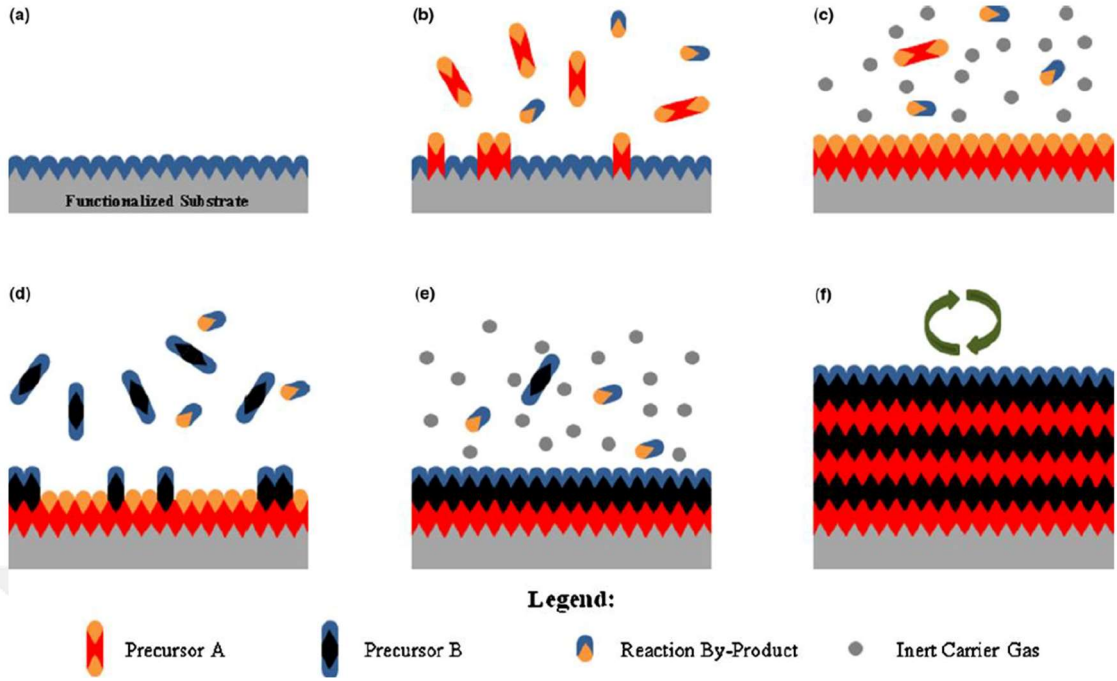 (a)
(b)
(c)
Functionalized Substrate
(d)
(e)
(f)
Legend:
Precursor A
Precursor B
Reaction By-Product
Inert Carrier Gas